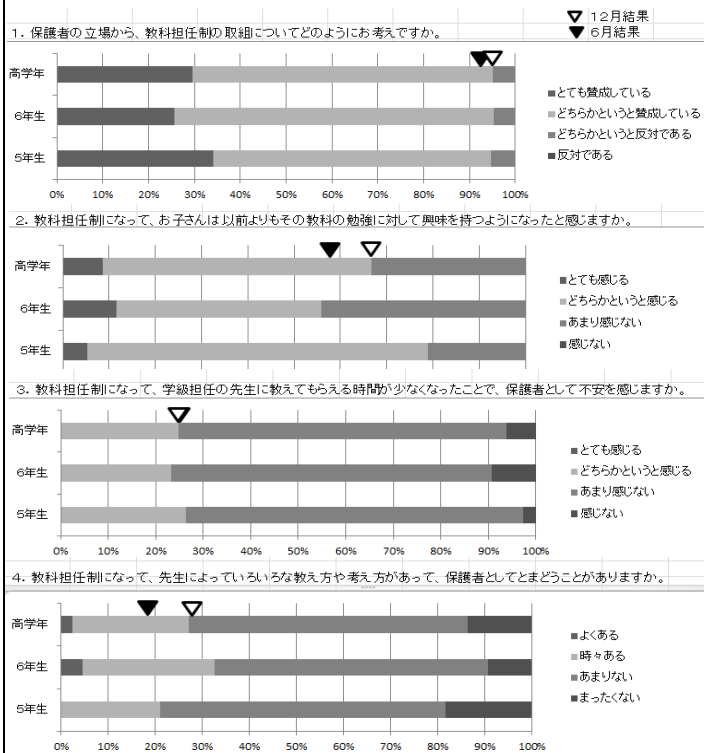 ▽ 12月結果
▼ 6月結果
1. 保護者の立場から、教科担任制の取組についてどのようにお考えですか。
高学年
6年生
5年生
0% 10% 20% 30% 40% 50% 60% 70% 80% 90% 100%
■とても賛成している
■どちらかというと賛成している
■どちらかというと反対である
■反対である
2. 教科担任制になって、お子さんは以前よりもその教科の勉強に対して興味を持つようになったと感じますか。
高学年
6年生
5年生
■とても感じる
■どちらかというと感じる
■あまり感じない
■感じない
3. 教科担任制になって、学級担任の先生に教えてもらえる時間が少なくなったことで、保護者として不安を感じますか。
高学年
6年生
5年生
0% 10% 20% 30% 40% 50% 60% 70% 80% 90% 100%
■とても感じる
■どちらかというと感じる
■あまり感じない
■感じない
4. 教科担任制になって、先生によっていろいろな教え方や考え方があって、保護者としてとまどうことがありますか。
高学年
6年生
5年生
0% 10% 20% 30% 40% 50% 60% 70% 80% 90% 100%
■よくある
■時々ある
■あまりない
■まったくない